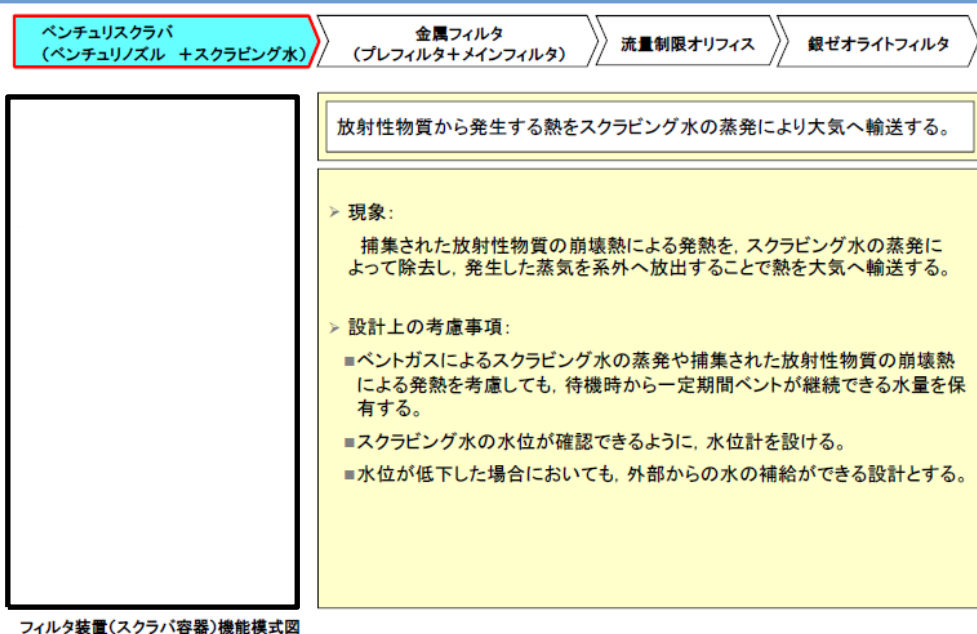 ベンチュリスクラバ
（ベンチュリノズル　＋スクラビング水）
金属フィルタ
（プレフィルタ＋メインフィルタ）
流量制限オリフィス
銀ゼオライトフィルタ
放射性物質から発生する熱をスクラビング水の蒸発により大気へ輸送する。
➢ 現象：
捕集された放射性物質の崩壊熱による発熱を，スクラビング水の蒸発に
よって除去し，発生した蒸気を系外へ放出することで熱を大気へ輸送する。
➢ 設計上の考慮事項：
■ベントガスによるスクラビング水の蒸発や捕集された放射性物質の崩壊熱
による発熱を考慮しても，待機時から一定期間ベントが継続できる水量を保
有する。
■スクラビング水の水位が確認できるように，水位計を設ける。
■水位が低下した場合においても，外部からの水の補給ができる設計とする。
フィルタ装置（スクラバ容器）機能模式図